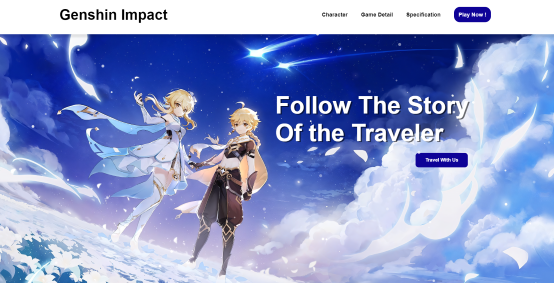 Genshin Impact
Character
Game Detail
Specification
Play Now !
Follow The Story
Of the Traveler
Travel With Us